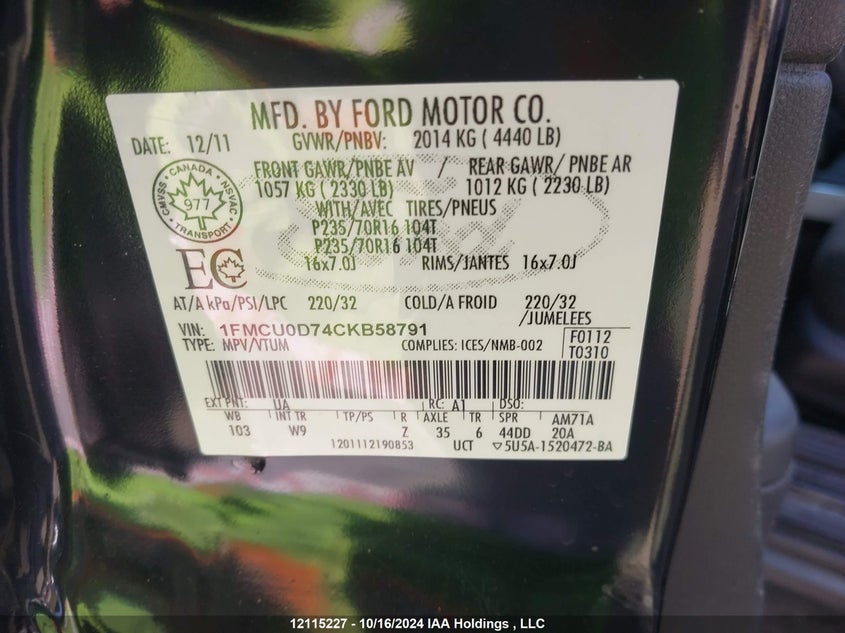 MFD. BY FORD MOTOR CO.
DATE: 12/11 GVWR/PNBV: 2014 KG ( 4440 LB)
FRONT GAWR/PNBE AV / REAR GAWR/ PNBE AR
1057 KG ( 2330 LB) 1012 KG ( 2230 LB)
CMVSS • CANADA • NSVAC
977
TRANSPORT
WITH/AVEC TIRES/PNEUS
P235/70R16 104T
P235/70R16 104T
EC
16x7.0J RIMS/JANTES 16x7.0J
AT/A kPa/PSI/LPC 220/32 COLD/A FROID 220/32
/JUMELEES
VIN: 1FMCU0D74CKB58791
F0112
TYPE: MPV/VTUM COMPLIES: ICES/NMB-002
T0310
EXT PNT: UA RC: A1 DSO:
WB INT TR TP/PS R AXLE TR SPR AM71A
103 W9 Z 35 6 44DD 20A
1201112190853 UCT ▽5U5A-1520472-BA
12115227 - 10/16/2024 IAA Holdings , LLC